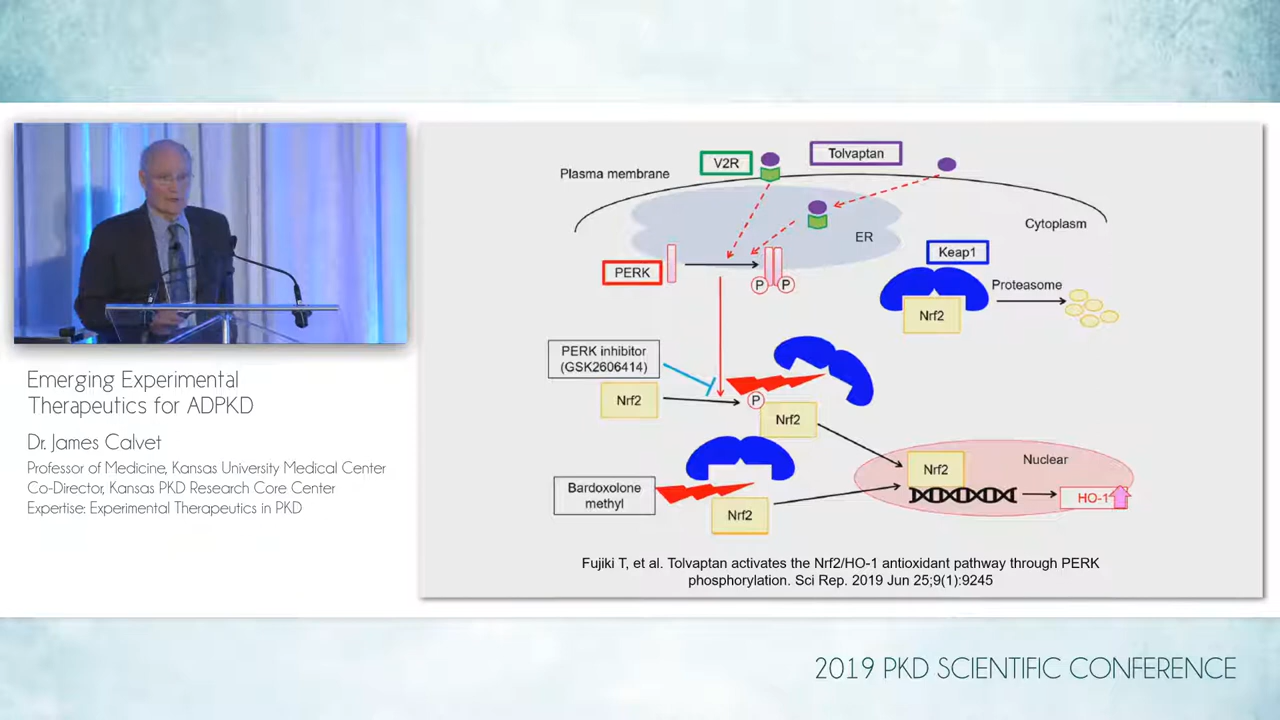 Emerging Experimental
Therapeutics for ADPKD
Dr. James Calvet
Professor of Medicine, Kansas University Medical Center
Co-Director, Kansas PKD Research Core Center
Expertise: Experimental Therapeutics in PKD
V2R
Tolvaptan
Plasma membrane
Cytoplasm
ER
Keap1
PERK
P
P
Proteasome
Nrf2
PERK inhibitor
(GSK2606414)
Nrf2
P
Nrf2
Nrf2
Nuclear
Bardoxolone
methyl
HO-1
Nrf2
Fujiki T, et al. Tolvaptan activates the Nrf2/HO-1 antioxidant pathway through PERK
phosphorylation. Sci Rep. 2019 Jun 25;9(1):9245
2019 PKD SCIENTIFIC CONFERENCE